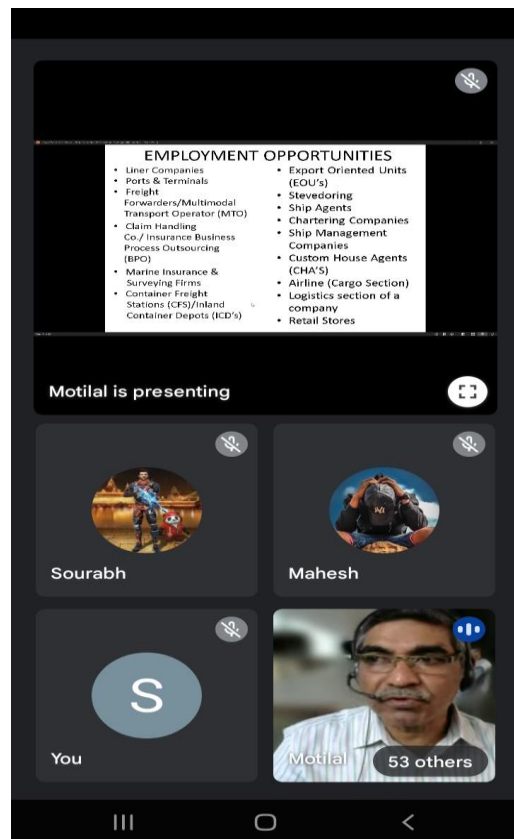 EMPLOYMENT OPPORTUNITIES
• Liner Companies
• Ports & Terminals
• Freight
Forwarders/Multimodal
Transport Operator (MTO)
• Claim Handling
Co./ Insurance Business
Process Outsourcing
(BPO)
• Marine Insurance &
Surveying Firms
• Container Freight
Stations (CFS)/Inland
Container Depots (ICD's)
• Export Oriented Units
(EOU's)
• Stevedoring
• Ship Agents
• Chartering Companies
• Ship Management
Companies
• Custom House Agents
(CHA'S)
• Airline (Cargo Section)
• Logistics section of a
company
• Retail Stores
Motilal is presenting
Sourabh
Mahesh
S
You
Motilal
53 others